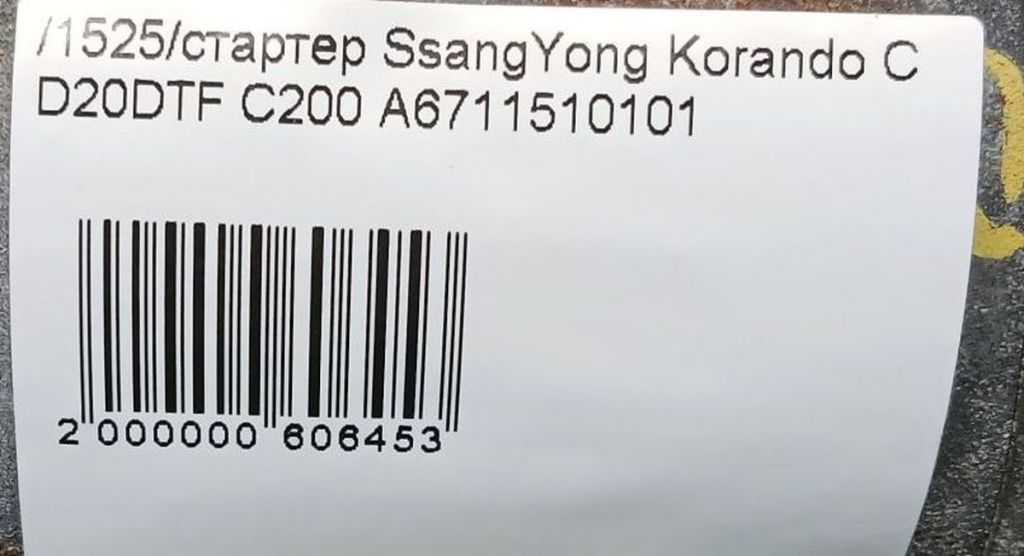 /1525/стартер SsangYong Korando C
D20DTF C200 A6711510101
2 000000 606453